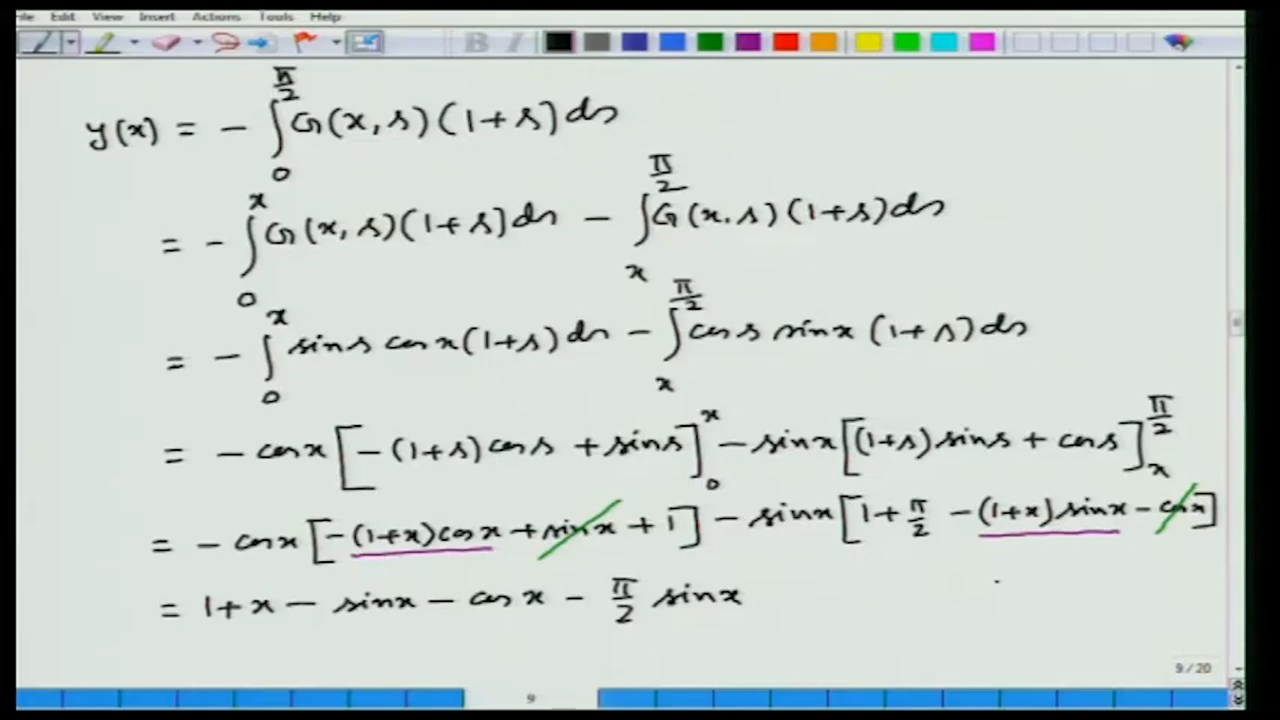 File Edit View Insert Actions Tools Help
B I
y(x) = - ∫₀^{π/2} G(x, s) (1+s) ds
= - ∫₀^x G(x, s) (1+s) ds - ∫ₓ^{π/2} G(x, s) (1+s) ds
= - ∫₀^x sin s cos x (1+s) ds - ∫ₓ^{π/2} cos s sin x (1+s) ds
= - cos x [-(1+s) cos s + sin s]₀^x - sin x [(1+s) sin s + cos s]ₓ^{π/2}
= - cos x [-(1+x) cos x + sin x + 1] - sin x [1 + π/2 - (1+x) sin x - cos x]
= 1 + x - sin x - cos x - π/2 sin x
9/20
9